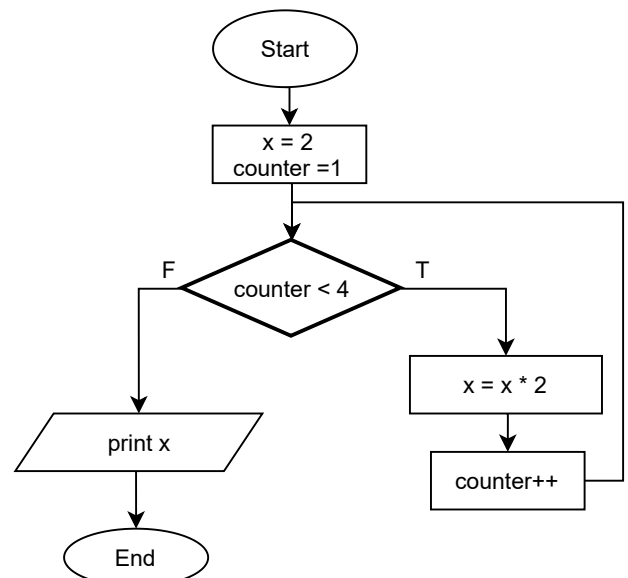 Start
x = 2
counter =1
F
T
counter < 4
x = x * 2
print x
counter++
End